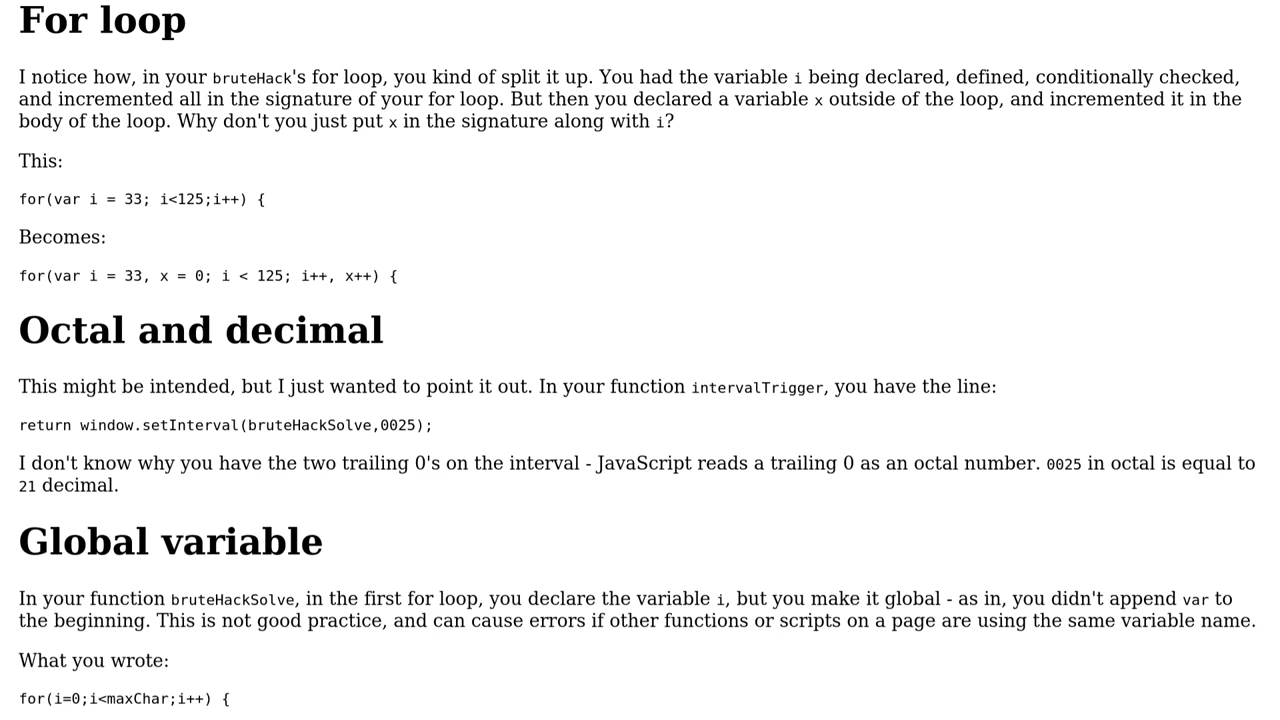 For loop
I notice how, in your bruteHack's for loop, you kind of split it up. You had the variable i being declared, defined, conditionally checked,
and incremented all in the signature of your for loop. But then you declared a variable x outside of the loop, and incremented it in the
body of the loop. Why don't you just put x in the signature along with i?
This:
for(var i = 33; i<125;i++) {
Becomes:
for(var i = 33, x = 0; i < 125; i++, x++) {
Octal and decimal
This might be intended, but I just wanted to point it out. In your function intervalTrigger, you have the line:
return window.setInterval(bruteHackSolve,0025);
I don't know why you have the two trailing 0's on the interval - JavaScript reads a trailing 0 as an octal number. 0025 in octal is equal to
21 decimal.
Global variable
In your function bruteHackSolve, in the first for loop, you declare the variable i, but you make it global - as in, you didn't append var to
the beginning. This is not good practice, and can cause errors if other functions or scripts on a page are using the same variable name.
What you wrote:
for(i=0;i<maxChar;i++) {